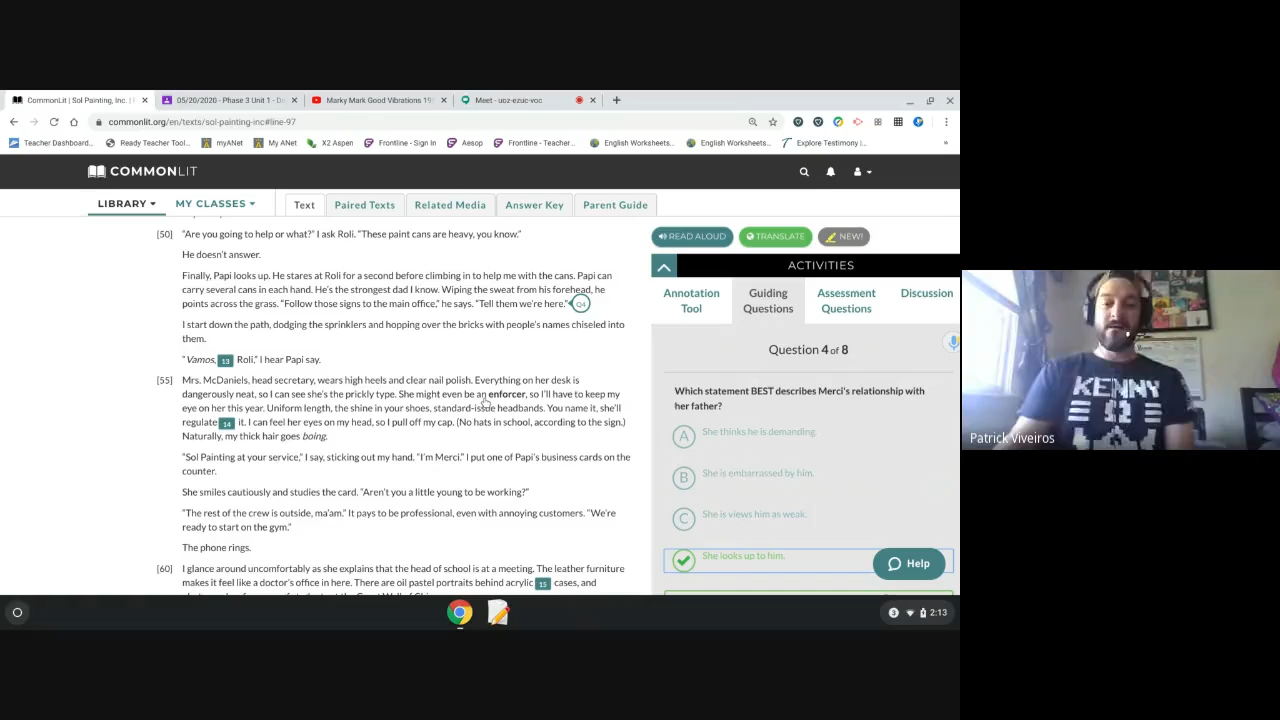 CommonLit | Sol Painting, Inc. |
05/20/2020 - Phase 3 Unit 1 - D
Marky Mark Good Vibrations 19
Meet - uoz-ezuc-voc
commonlit.org/en/texts/sol-painting-inc#line-97
Teacher Dashboard... Ready Teacher Tool... myANet My ANet X2 Aspen Frontline - Sign In Aesop Frontline - Teacher... English Worksheets... English Worksheets... Explore Testimony I... »
COMMONLIT
LIBRARY MY CLASSES Text Paired Texts Related Media Answer Key Parent Guide
[50] “Are you going to help or what?” I ask Roli. “These paint cans are heavy, you know.”
He doesn’t answer.
Finally, Papi looks up. He stares at Roli for a second before climbing in to help me with the cans. Papi can
carry several cans in each hand. He’s the strongest dad I know. Wiping the sweat from his forehead, he
points across the grass. “Follow those signs to the main office,” he says. “Tell them we’re here.” Q4
I start down the path, dodging the sprinklers and hopping over the bricks with people’s names chiseled into
them.
“Vamos, 13 Roli,” I hear Papi say.
[55] Mrs. McDaniels, head secretary, wears high heels and clear nail polish. Everything on her desk is
dangerously neat, so I can see she’s the prickly type. She might even be an enforcer, so I’ll have to keep my
eye on her this year. Uniform length, the shine in your shoes, standard-issue headbands. You name it, she’ll
regulate 14 it. I can feel her eyes on my head, so I pull off my cap. (No hats in school, according to the sign.)
Naturally, my thick hair goes boing.
“Sol Painting at your service,” I say, sticking out my hand. “I’m Merci.” I put one of Papi’s business cards on the
counter.
She smiles cautiously and studies the card. “Aren’t you a little young to be working?”
“The rest of the crew is outside, ma’am.” It pays to be professional, even with annoying customers. “We’re
ready to start on the gym.”
The phone rings.
[60] I glance around uncomfortably as she explains that the head of school is at a meeting. The leather furniture
makes it feel like a doctor’s office in here. There are oil pastel portraits behind acrylic 15 cases, and
READ ALOUD TRANSLATE NEW!
ACTIVITIES
Annotation
Tool
Guiding
Questions
Assessment
Questions
Discussion
Question 4 of 8
Which statement BEST describes Merci's relationship with
her father?
A She thinks he is demanding.
B She is embarrassed by him.
C She is views him as weak.
She looks up to him.
Help
3 2:13
KENNY
Patrick Viveiros